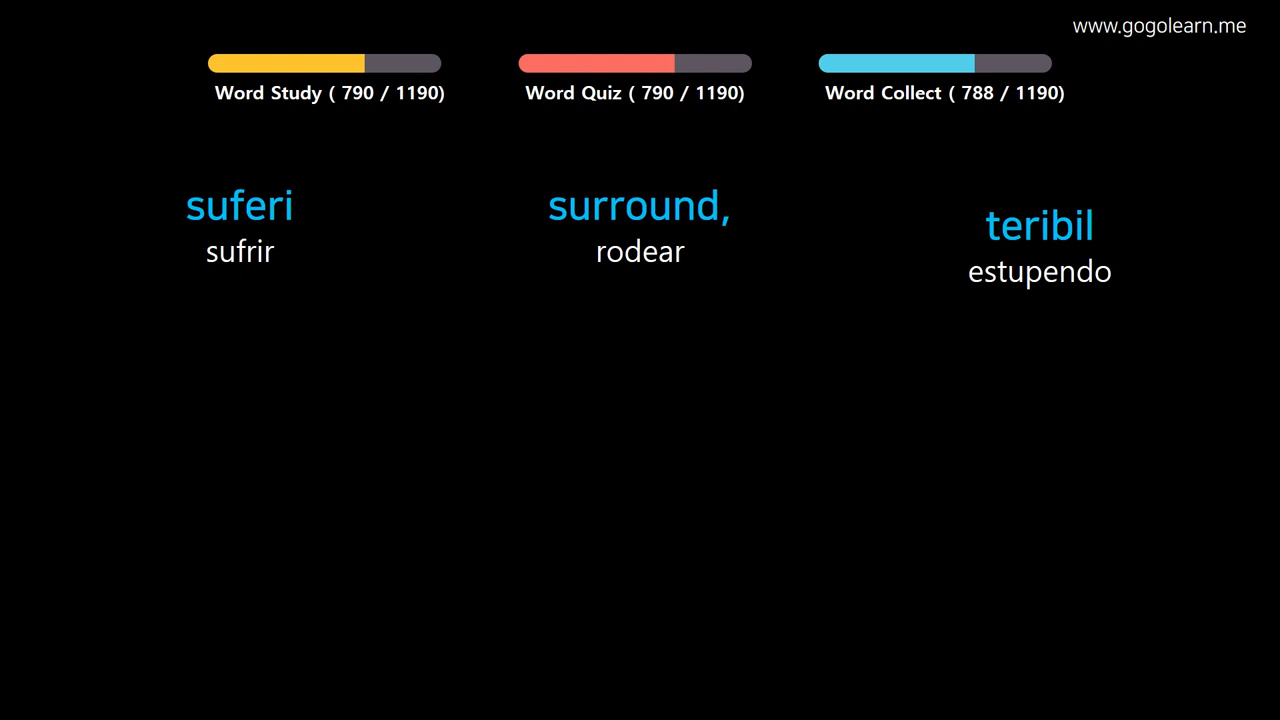 www.gogolearn.me
Word Study ( 790 / 1190)
Word Quiz ( 790 / 1190)
Word Collect ( 788 / 1190)
suferi
sufrir
surround,
rodear
teribil
estupendo